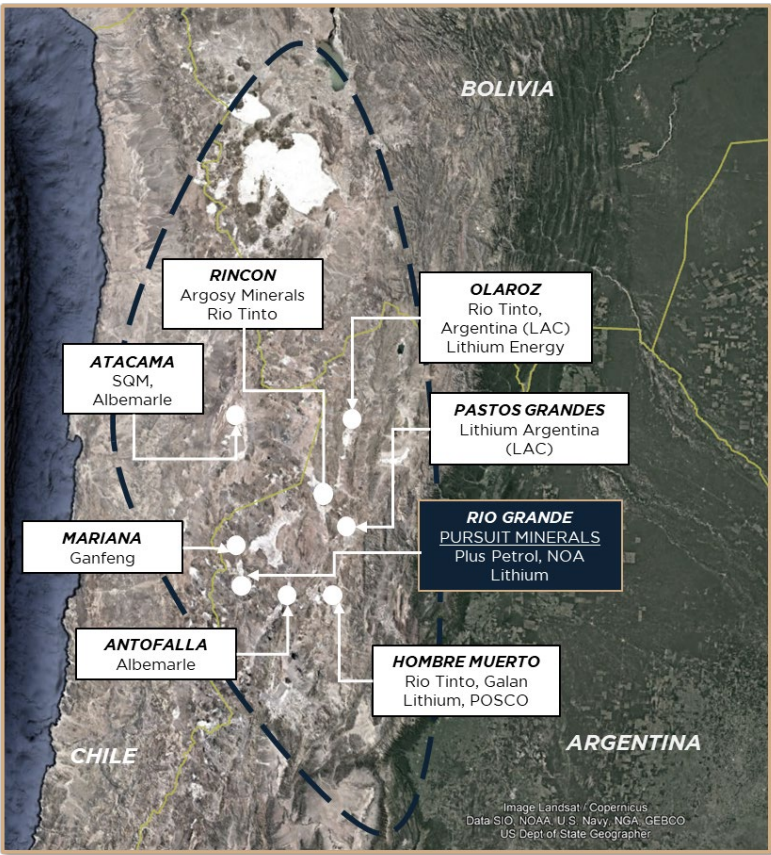 BOLIVIA
RINCON
Argosy Minerals
Rio Tinto
OLAROZ
Rio Tinto,
Argentina (LAC)
Lithium Energy
ATACAMA
SQM,
Albemarle
PASTOS GRANDES
Lithium Argentina
(LAC)
RIO GRANDE
PURSUIT MINERALS
Plus Petrol, NOA
Lithium
MARIANA
Ganfeng
ANTOFALLA
Albemarle
HOMBRE MUERTO
Rio Tinto, Galan
Lithium, POSCO
CHILE
ARGENTINA
Image Landsat / Copernicus
Data SIO, NOAA, U.S. Navy, NGA, GEBCO
US Dept of State Geographer